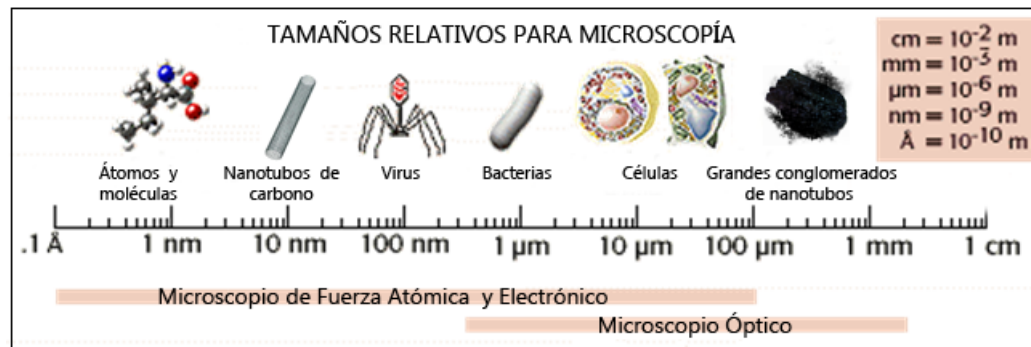 TAMAÑOS RELATIVOS PARA MICROSCOPÍA
cm = 10⁻² m
mm = 10⁻³ m
µm = 10⁻⁶ m
nm = 10⁻⁹ m
Å = 10⁻¹⁰ m
Átomos y
moléculas
Nanotubos de
carbono
Virus
Bacterias
Células
Grandes conglomerados
de nanotubos
.1 Å 1 nm 10 nm 100 nm 1 µm 10 µm 100 µm 1 mm 1 cm
Microscopio de Fuerza Atómica y Electrónico
Microscopio Óptico